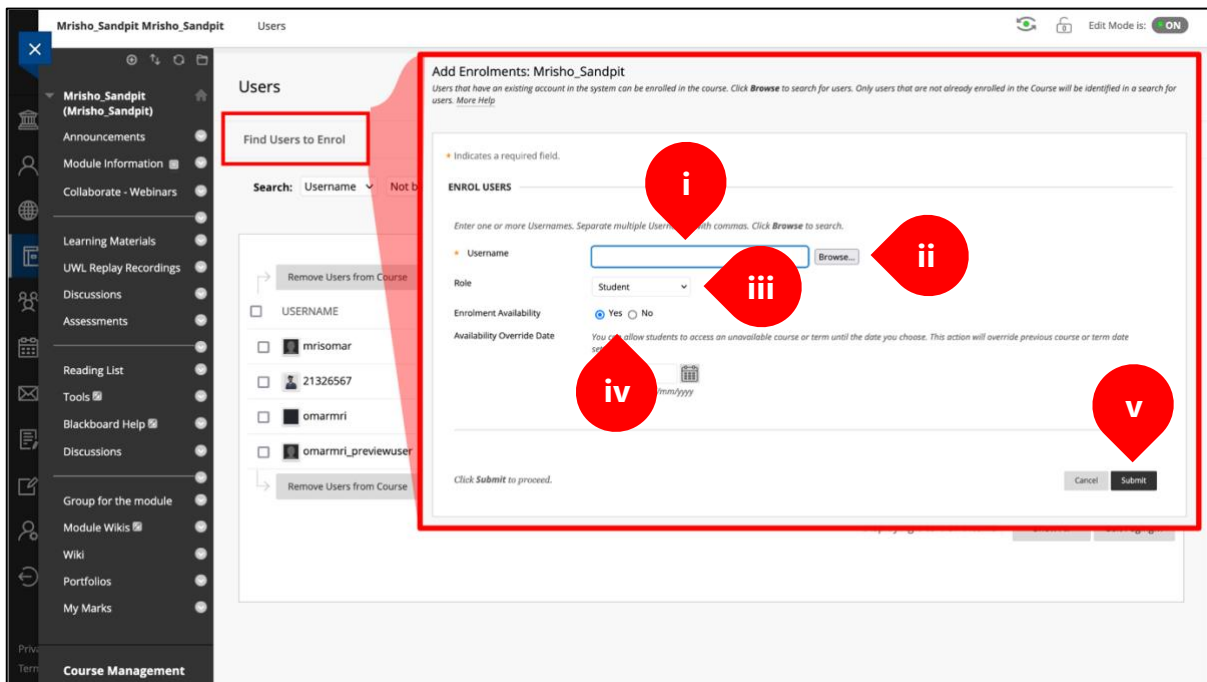 Mrisho_Sandpit Mrisho_Sandpit Users
Edit Mode is: ON
Mrisho_Sandpit
(Mrisho_Sandpit)
Announcements
Module Information
Collaborate - Webinars
Learning Materials
UWL Replay Recordings
Discussions
Assessments
Reading List
Tools
Blackboard Help
Discussions
Group for the module
Module Wikis
Wiki
Portfolios
My Marks
Course Management
Users
Find Users to Enrol
Search: Username Not b
Remove Users from Course
USERNAME
mrisomar
21326567
omarmri
omarmri_previewuser
Remove Users from Course
Add Enrolments: Mrisho_Sandpit
Users that have an existing account in the system can be enrolled in the course. Click Browse to search for users. Only users that are not already enrolled in the Course will be identified in a search for
users. More Help
* Indicates a required field.
ENROL USERS
Enter one or more Usernames. Separate multiple Usern with commas. Click Browse to search.
* Username
Browse...
Role
Student
Enrolment Availability
Yes No
Availability Override Date
You can allow students to access an unavailable course or term until the date you choose. This action will override previous course or term date
/mm/yyyy
Click Submit to proceed.
Cancel Submit
i
ii
iii
iv
v